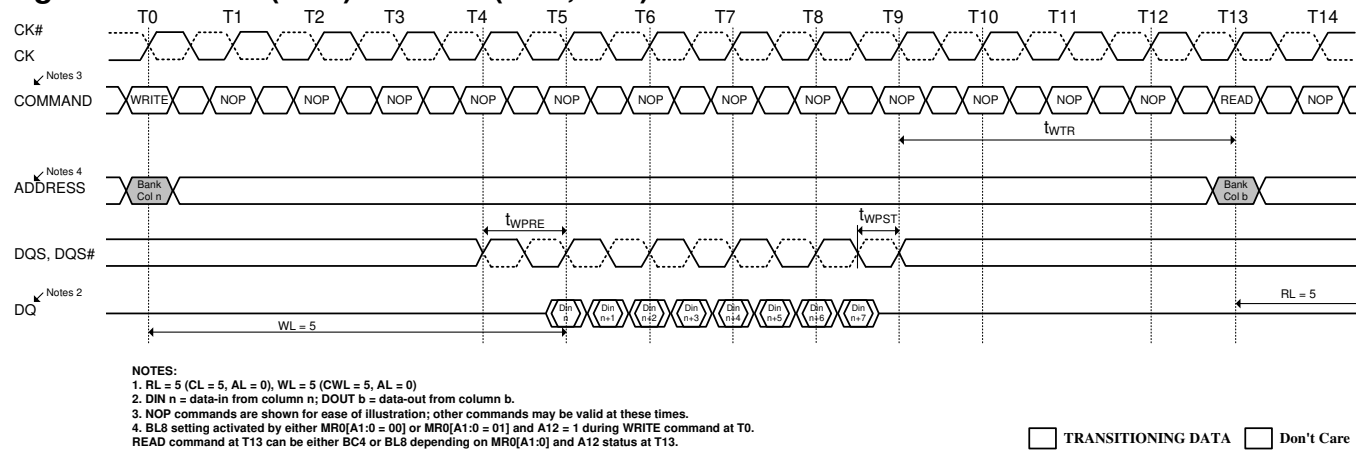 T0 T1 T2 T3 T4 T5 T6 T7 T8 T9 T10 T11 T12 T13 T14
CK#
CK
Notes 3
COMMAND WRITE NOP NOP NOP NOP NOP NOP NOP NOP NOP NOP NOP NOP READ NOP
tWTR
Notes 4
ADDRESS Bank Col n Bank Col b
tWPRE tWPST
DQS, DQS#
Notes 2
DQ Din n Din n+1 Din n+2 Din n+3 Din n+4 Din n+5 Din n+6 Din n+7 RL = 5
WL = 5
NOTES:
1. RL = 5 (CL = 5, AL = 0), WL = 5 (CWL = 5, AL = 0)
2. DIN n = data-in from column n; DOUT b = data-out from column b.
3. NOP commands are shown for ease of illustration; other commands may be valid at these times.
4. BL8 setting activated by either MR0[A1:0 = 00] or MR0[A1:0 = 01] and A12 = 1 during WRITE command at T0.
READ command at T13 can be either BC4 or BL8 depending on MR0[A1:0] and A12 status at T13.
TRANSITIONING DATA Don't Care